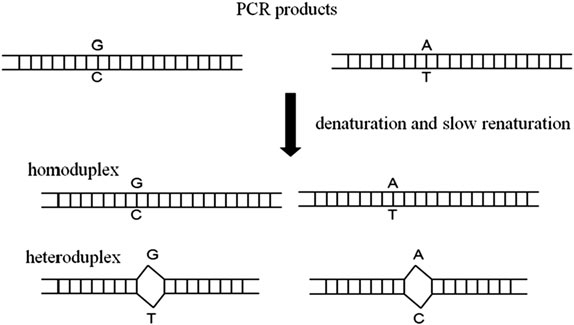 PCR products
G A
C T
denaturation and slow renaturation
homoduplex
G A
C T
heteroduplex G A
T C